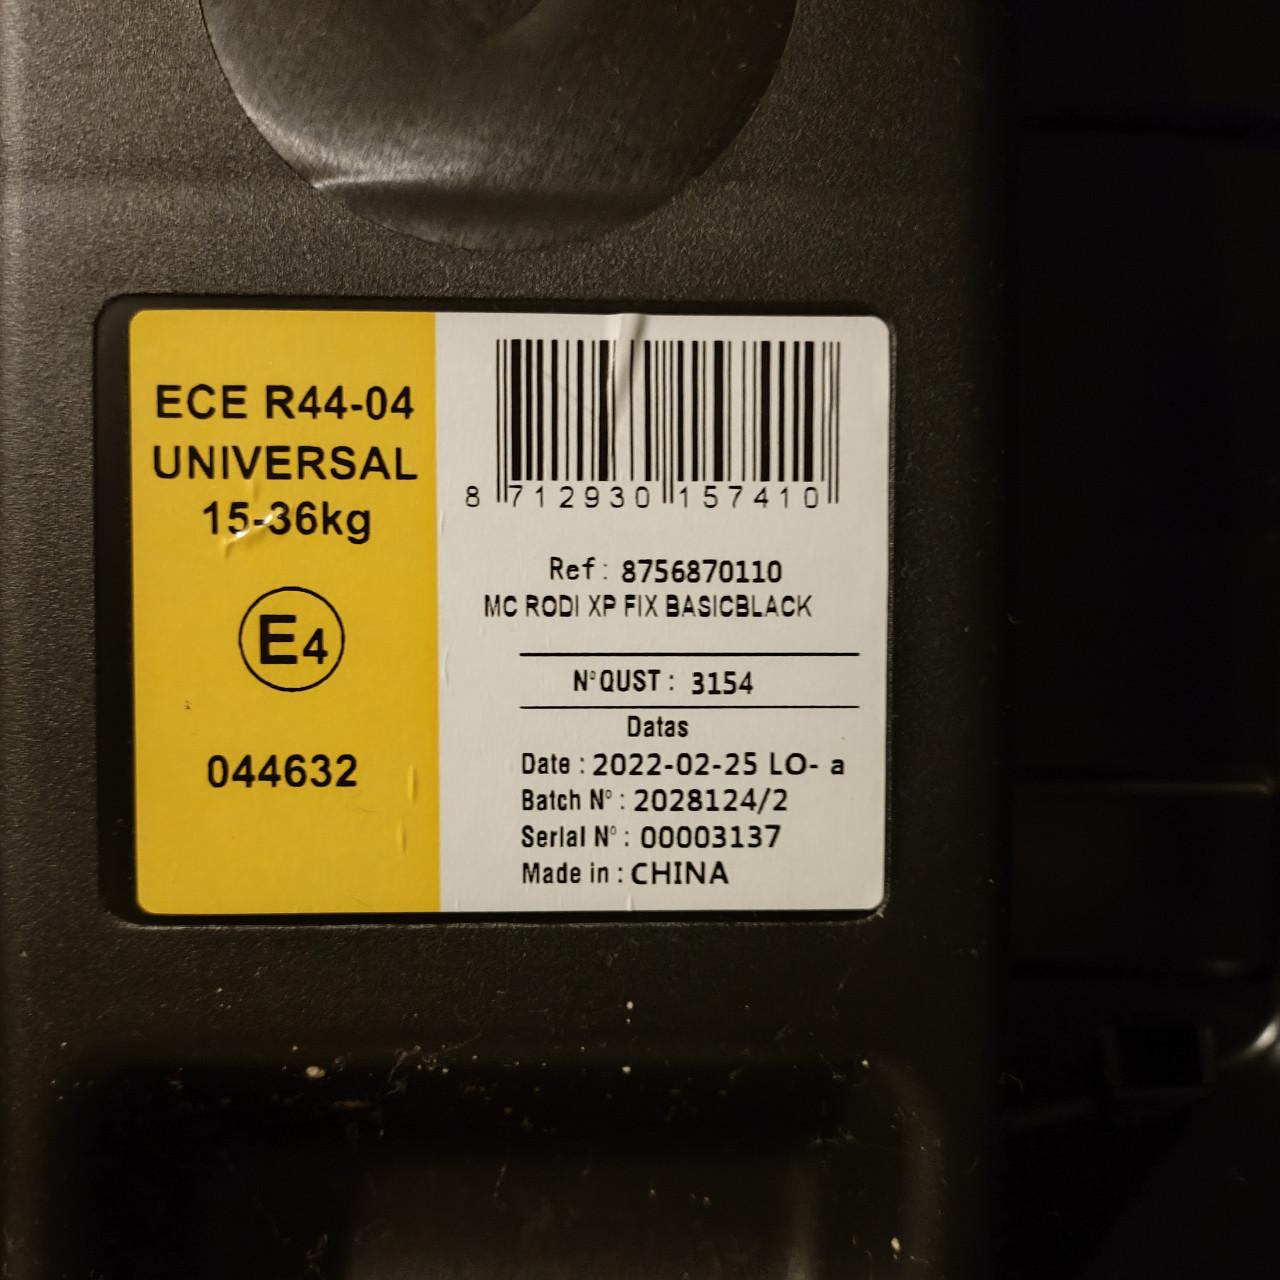 ECE R44-04
UNIVERSAL
15-36kg
E4
044632
8 712930 157410
Ref : 8756870110
MC RODI XP FIX BASICBLACK
N°QUST : 3154
Datas
Date : 2022-02-25 LO- a
Batch N° : 2028124/2
Serlal N° : 00003137
Made in : CHINA